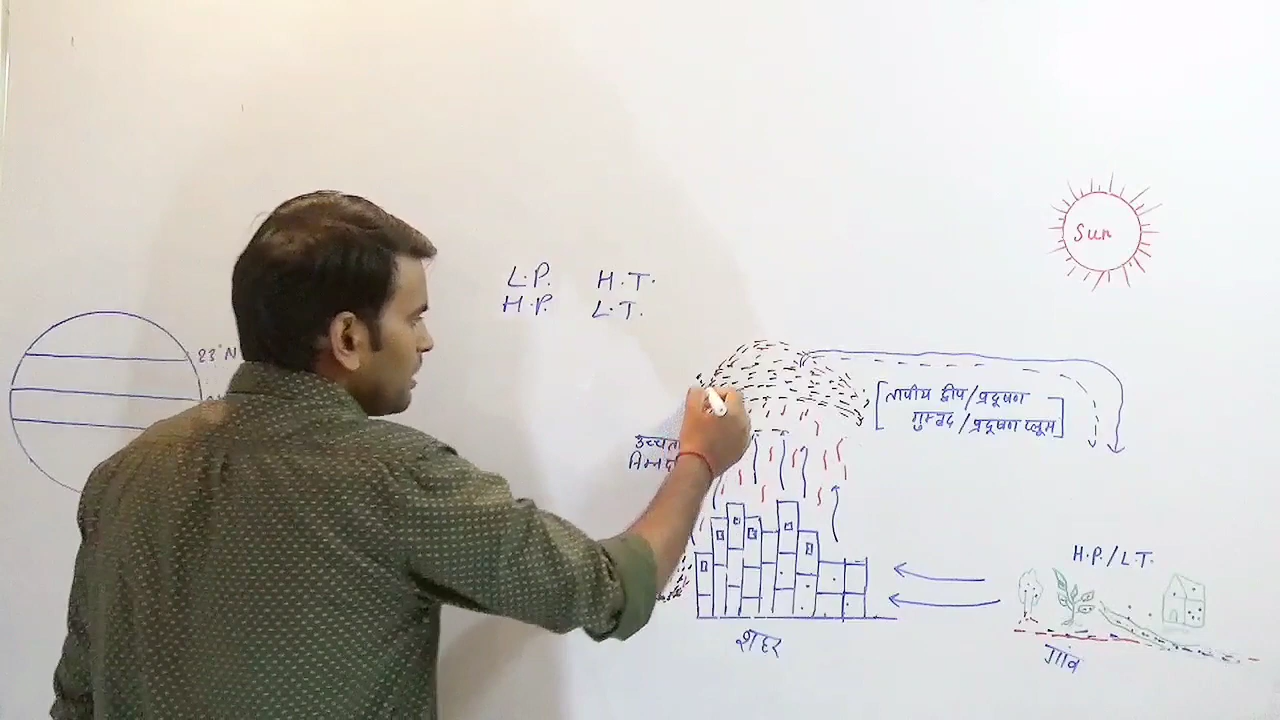 Sun
L.P. H.T.
H.P. L.T.
23°N
[तापीय द्वीप/प्रदूषण
गुम्बद/प्रदूषण प्लूम]
H.P./L.T.
शहर
गांव